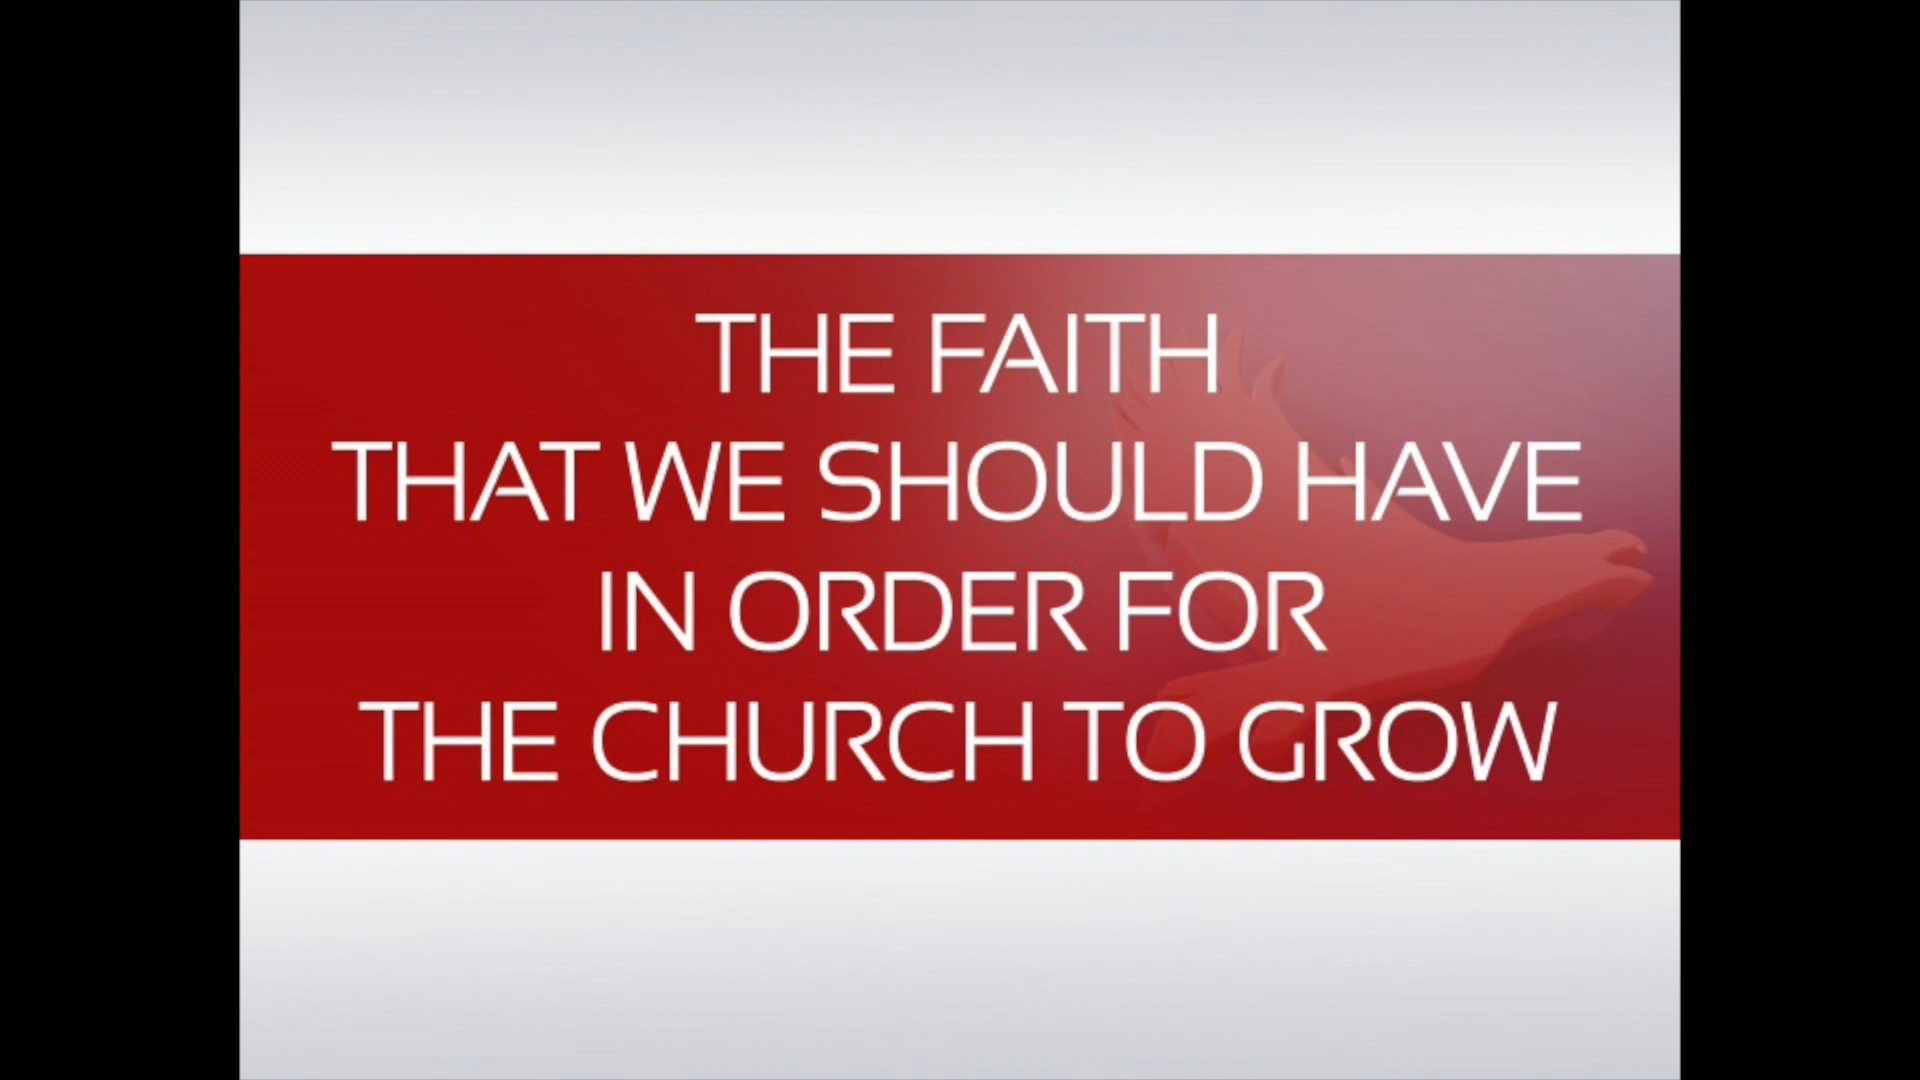 THE FAITH
THAT WE SHOULD HAVE
IN ORDER FOR
THE CHURCH TO GROW